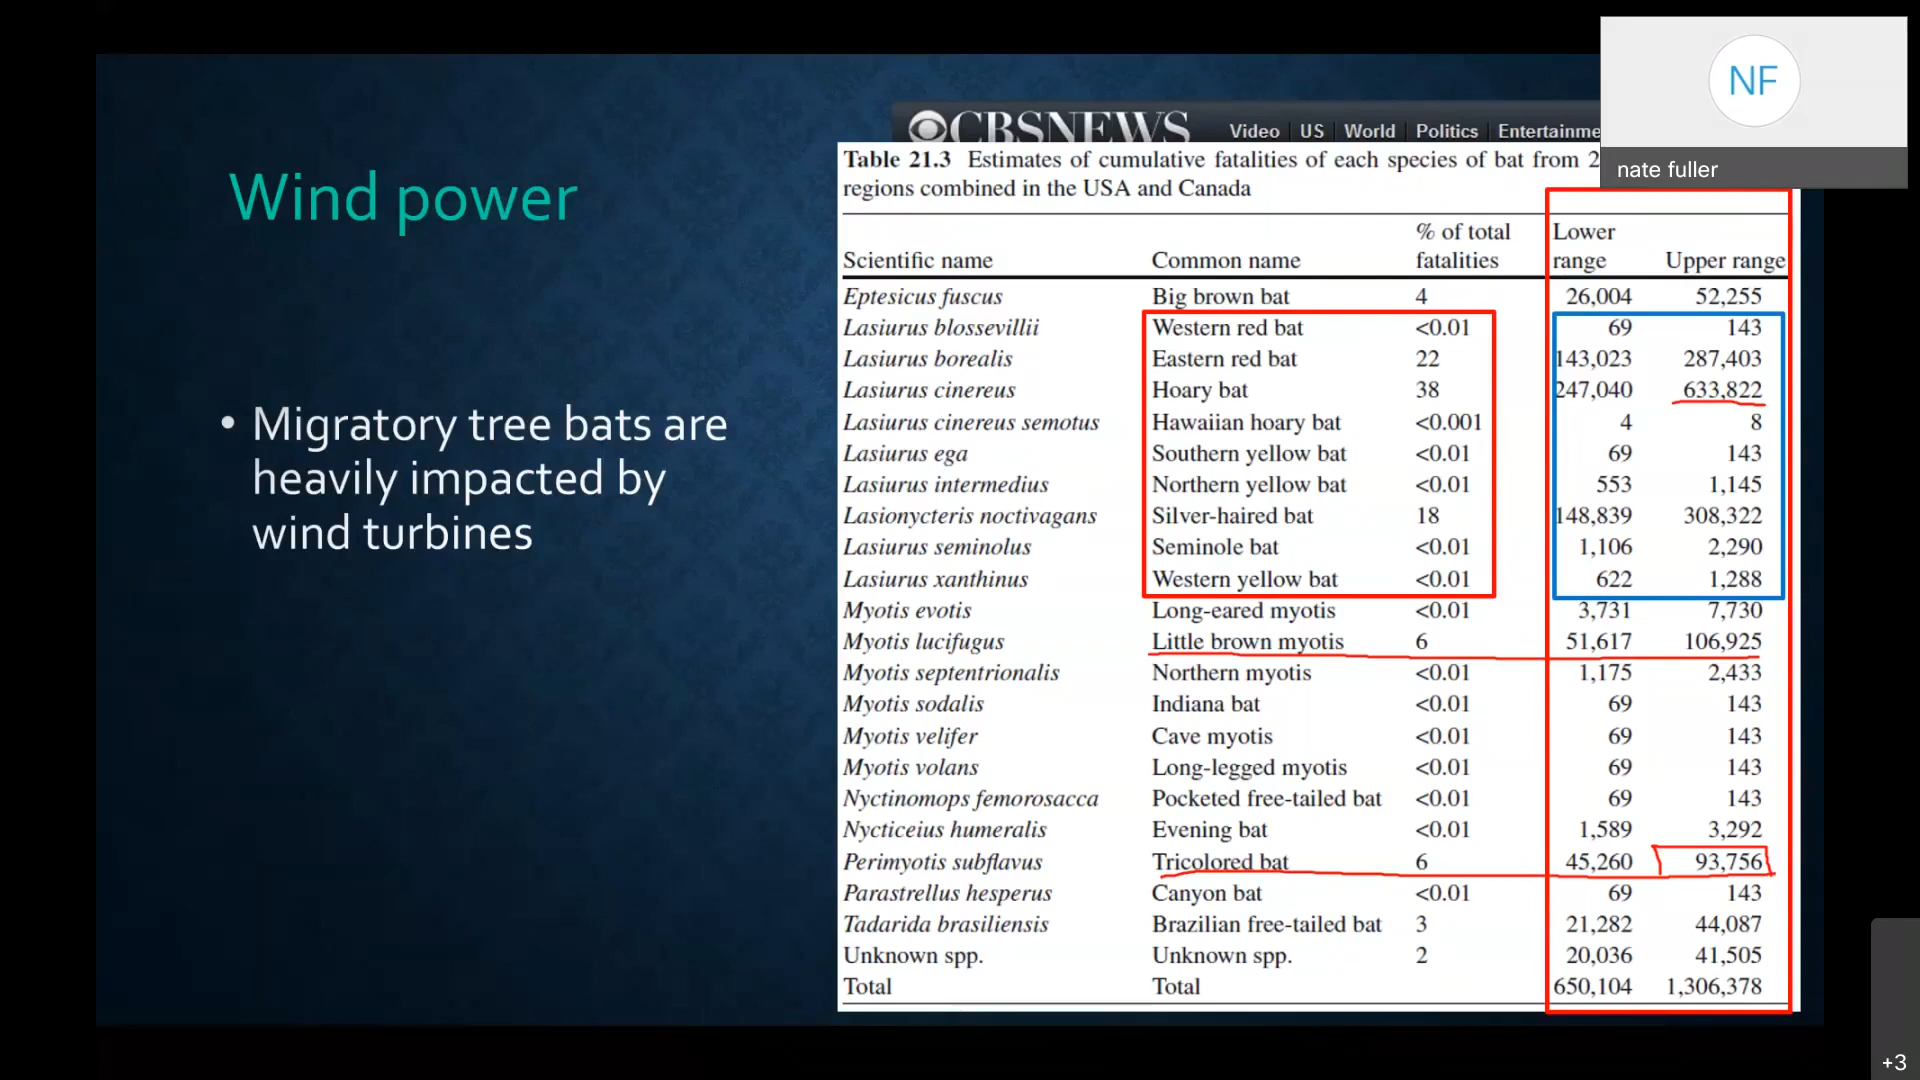 Wind power
• Migratory tree bats are
heavily impacted by
wind turbines
CBSNEWS Video US World Politics
Table 21.3 Estimates of cumulative fatalities of each species of bat from
regions combined in the USA and Canada
Scientific name Common name % of total fatalities Lower range Upper range
Eptesicus fuscus Big brown bat 4 26,004 52,255
Lasiurus blossevillii Western red bat <0.01 69 143
Lasiurus borealis Eastern red bat 22 143,023 287,403
Lasiurus cinereus Hoary bat 38 247,040 633,822
Lasiurus cinereus semotus Hawaiian hoary bat <0.001 4 8
Lasiurus ega Southern yellow bat <0.01 69 143
Lasiurus intermedius Northern yellow bat <0.01 553 1,145
Lasionycteris noctivagans Silver-haired bat 18 148,839 308,322
Lasiurus seminolus Seminole bat <0.01 1,106 2,290
Lasiurus xanthinus Western yellow bat <0.01 622 1,288
Myotis evotis Long-eared myotis <0.01 3,731 7,730
Myotis lucifugus Little brown myotis 6 51,617 106,925
Myotis septentrionalis Northern myotis <0.01 1,175 2,433
Myotis sodalis Indiana bat <0.01 69 143
Myotis velifer Cave myotis <0.01 69 143
Myotis volans Long-legged myotis <0.01 69 143
Nyctinomops femorosacca Pocketed free-tailed bat <0.01 69 143
Nycticeius humeralis Evening bat <0.01 1,589 3,292
Perimyotis subflavus Tricolored bat 6 45,260 93,756
Parastrellus hesperus Canyon bat <0.01 69 143
Tadarida brasiliensis Brazilian free-tailed bat 3 21,282 44,087
Unknown spp. Unknown spp. 2 20,036 41,505
Total Total 650,104 1,306,378
NF
nate fuller
+3